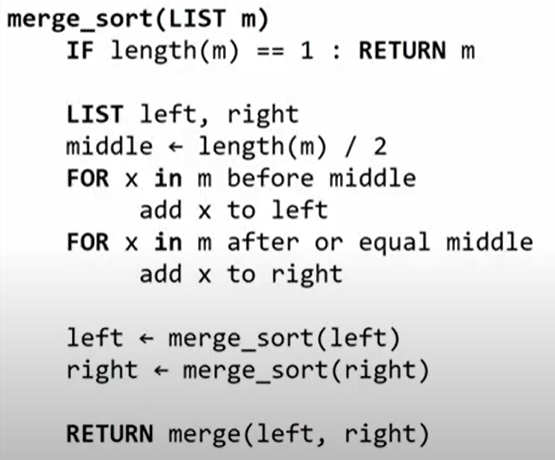 merge_sort(LIST m)
IF length(m) == 1 : RETURN m
LIST left, right
middle ← length(m) / 2
FOR x in m before middle
add x to left
FOR x in m after or equal middle
add x to right
left ← merge_sort(left)
right ← merge_sort(right)
RETURN merge(left, right)